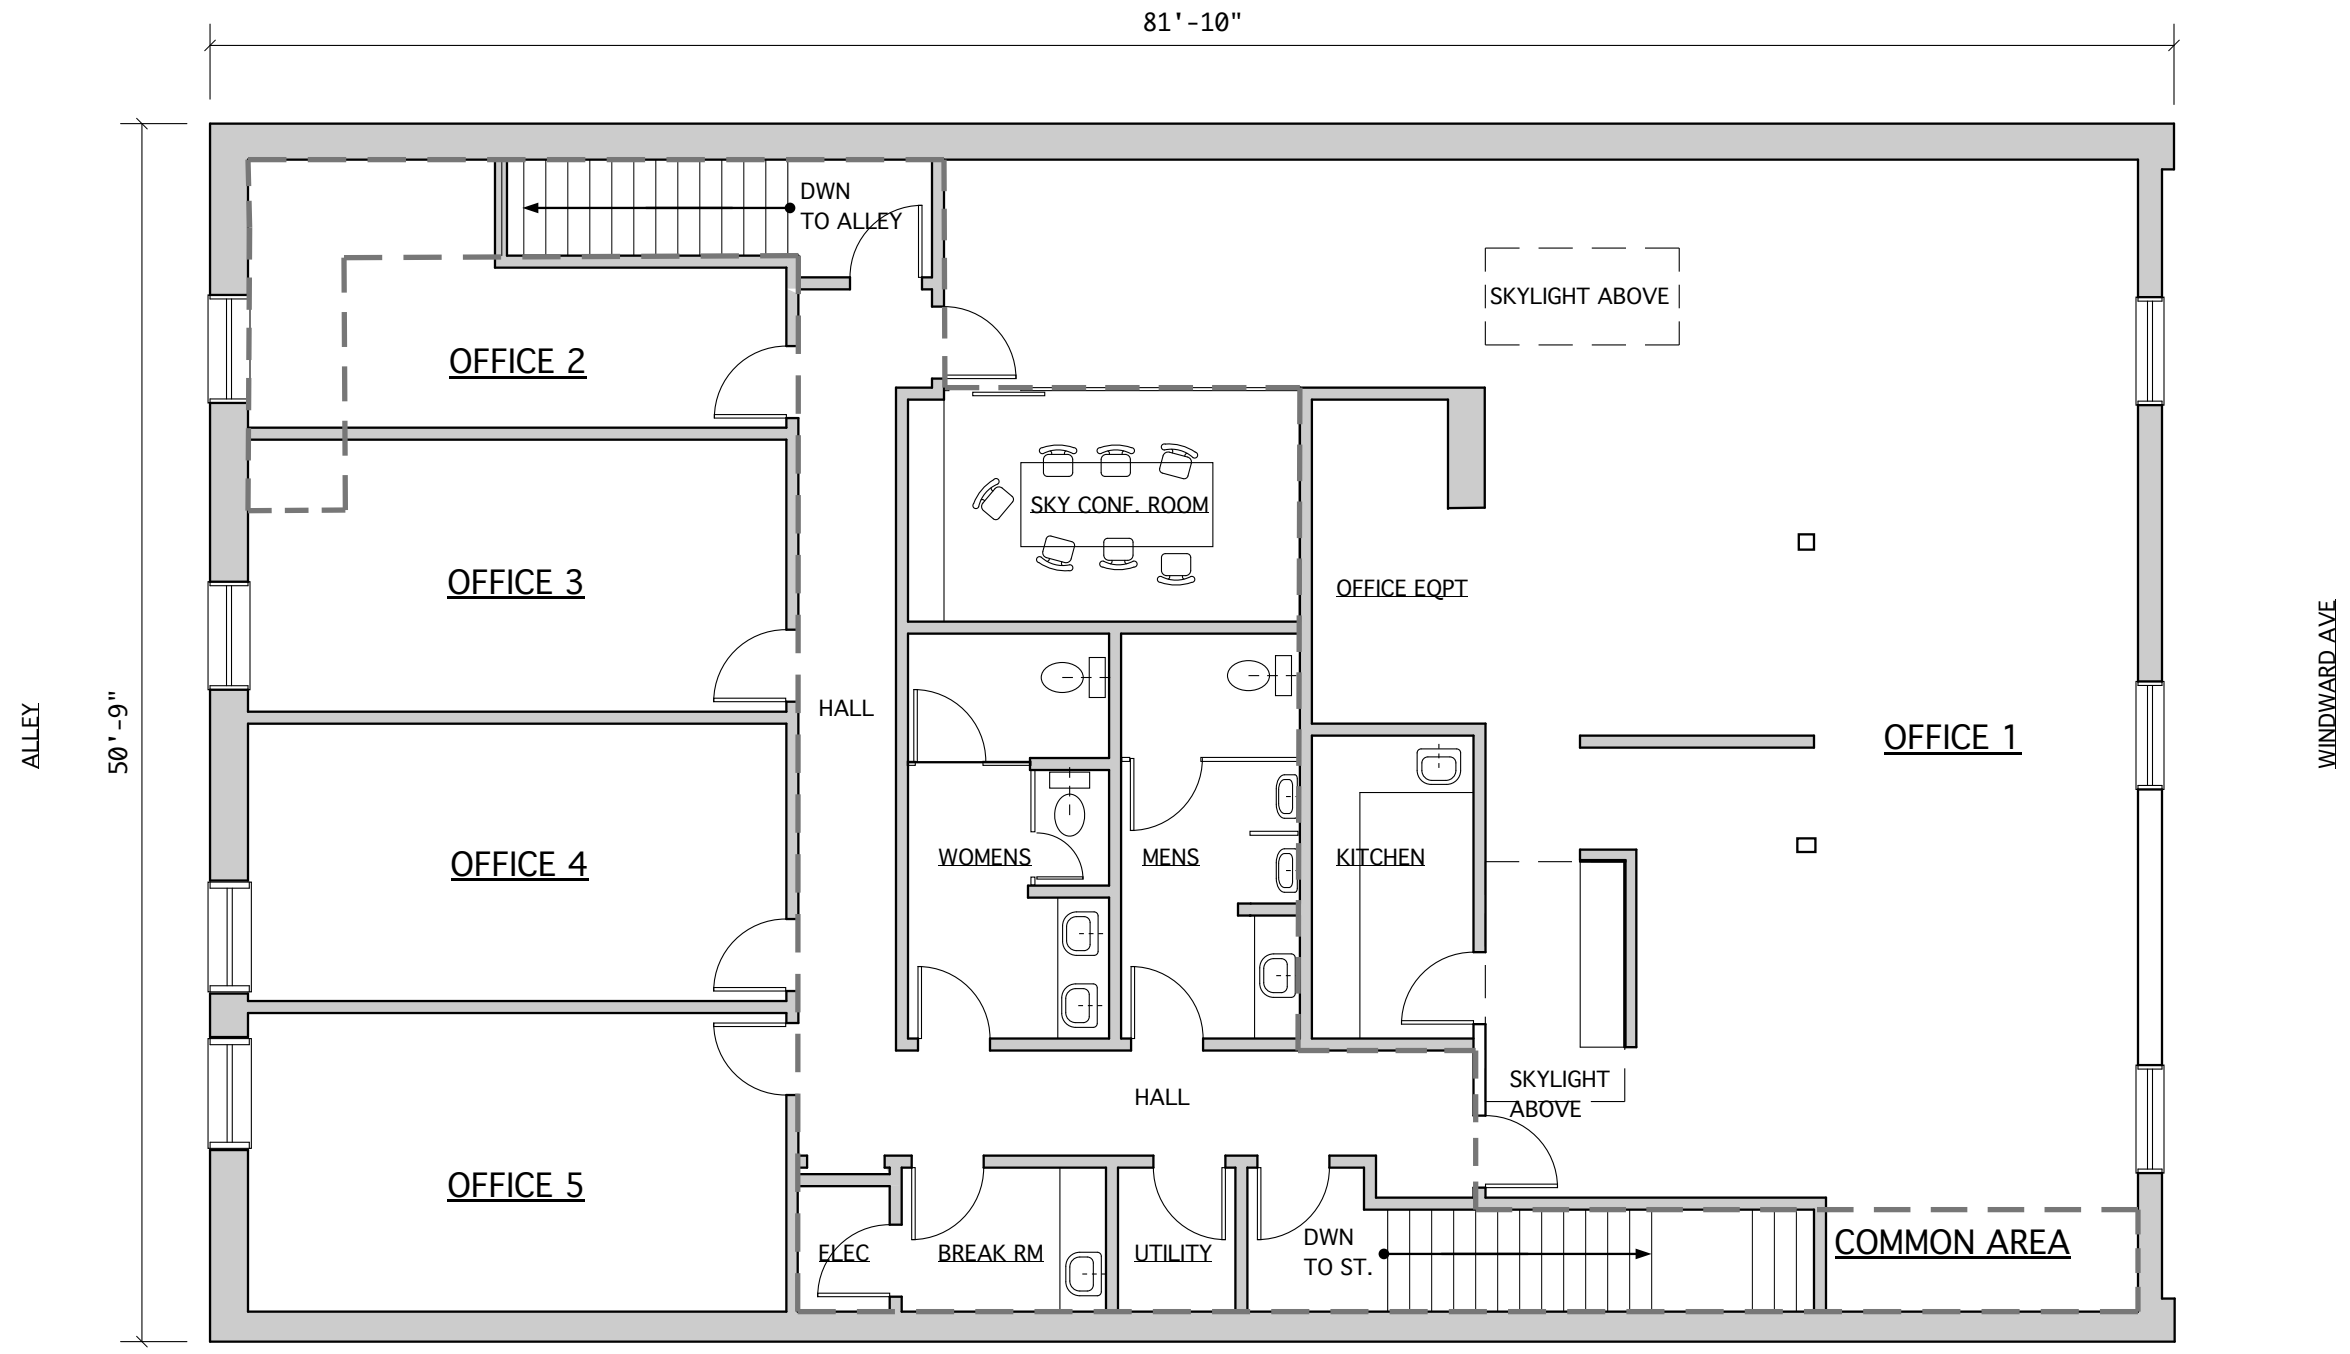 81'-10"
DWN
TO ALLEY
SKYLIGHT ABOVE
OFFICE 2
SKY CONF. ROOM
OFFICE 3
OFFICE EQPT
ALLEY
50'-9"
HALL
OFFICE 1
WINDWARD AVE
OFFICE 4
WOMENS
MENS
KITCHEN
SKYLIGHT
ABOVE
HALL
OFFICE 5
ELEC
BREAK RM
UTILITY
DWN
TO ST.
COMMON AREA